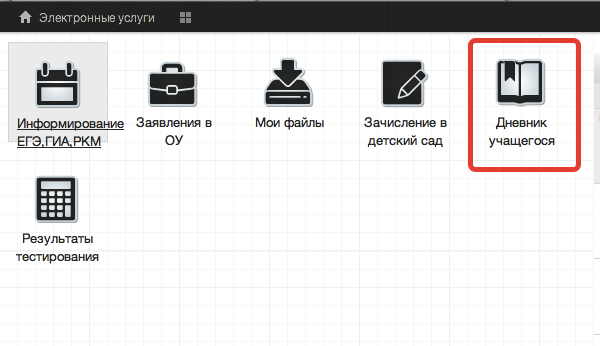 Электронные услуги
Информирование
ЕГЭ,ГИА,РКМ
Заявления в
ОУ
Мои файлы
Зачисление в
детский сад
Дневник
учащегося
Результаты
тестирования